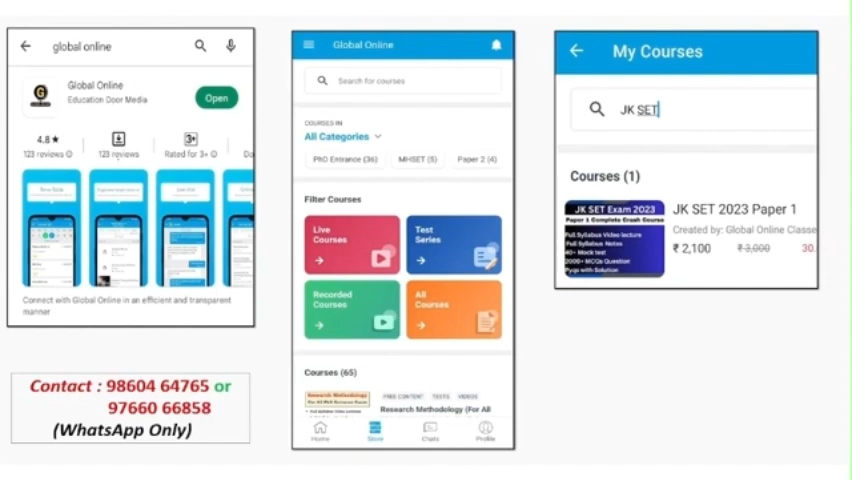 global online
Global Online
Education Door Media
Open
4.8★
123 reviews
123 reviews
3+
Rated for 3+
Connect with Global Online in an efficient and transparent
manner
Contact : 98604 64765 or
97660 66858
(WhatsApp Only)
Global Online
Search for courses
COURSES IN
All Categories
PhD Entrance (36)
MHSET (5)
Paper 2 (4)
Filter Courses
Live
Courses
Test
Series
Recorded
Courses
All
Courses
Courses (65)
Research Methodology
FREE CONTENT TESTS VIDEOS
Research Methodology (For All
Home
Store
Chats
Profile
My Courses
JK SET
Courses (1)
JK SET Exam 2023
Paper 1 Complete Crash Course
Full Syllabus Video lecture
Full Syllabus Notes
40+ Mock test
2000+ MCQs Question
Pyqs with Solution
JK SET 2023 Paper 1
Created by: Global Online Classe
₹ 2,100 ₹ 3,000 30.